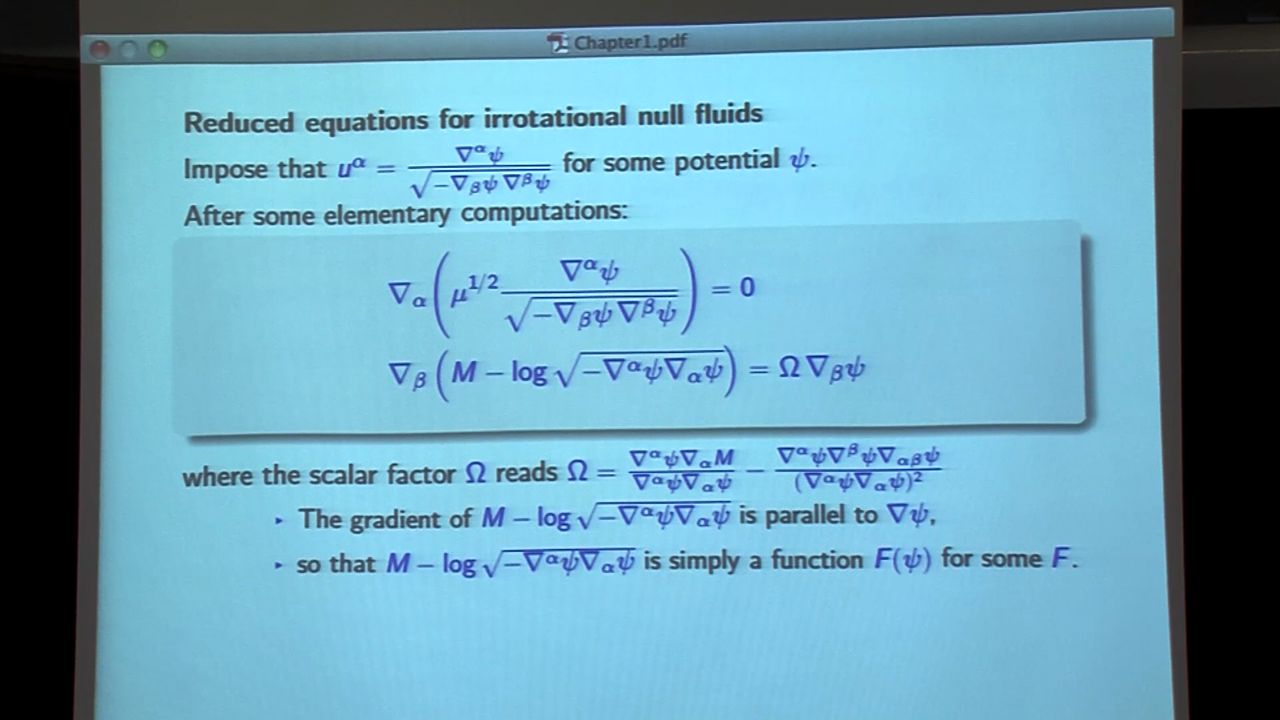 Chapter1.pdf
Reduced equations for irrotational null fluids
Impose that u^α = ∇^αψ / √(−∇_βψ ∇^βψ) for some potential ψ.
After some elementary computations:
∇_α ( μ^{1/2} ∇^αψ / √(−∇_βψ ∇^βψ) ) = 0
∇_β ( M − log √(−∇^αψ∇_αψ) ) = Ω ∇_βψ
where the scalar factor Ω reads Ω = ∇^αψ∇_αM / ∇^αψ∇_αψ − ∇^αψ∇^βψ∇_{αβ}ψ / (∇^αψ∇_αψ)^2
‣ The gradient of M − log √(−∇^αψ∇_αψ) is parallel to ∇ψ,
‣ so that M − log √(−∇^αψ∇_αψ) is simply a function F(ψ) for some F.